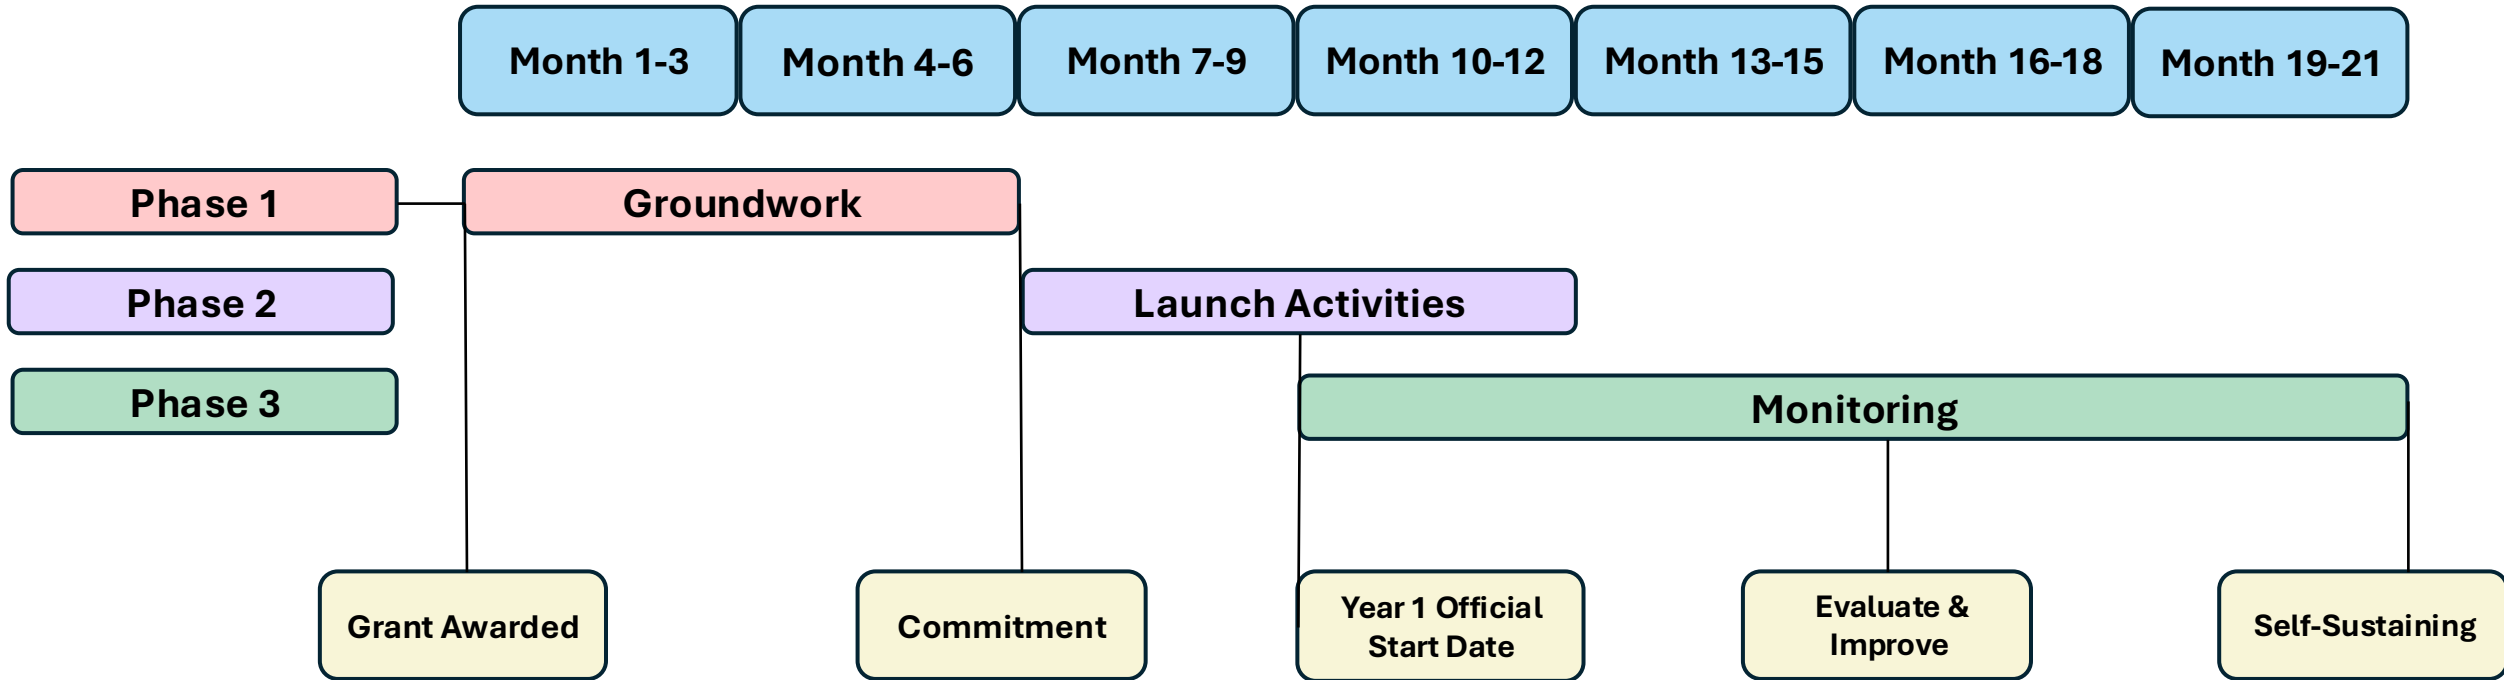 Month 1-3
Month 4-6
Month 7-9
Month 10-12
Month 13-15
Month 16-18
Month 19-21
Phase 1
Groundwork
Phase 2
Launch Activities
Phase 3
Monitoring
Grant Awarded
Commitment
Year 1 Official
Start Date
Evaluate &
Improve
Self-Sustaining